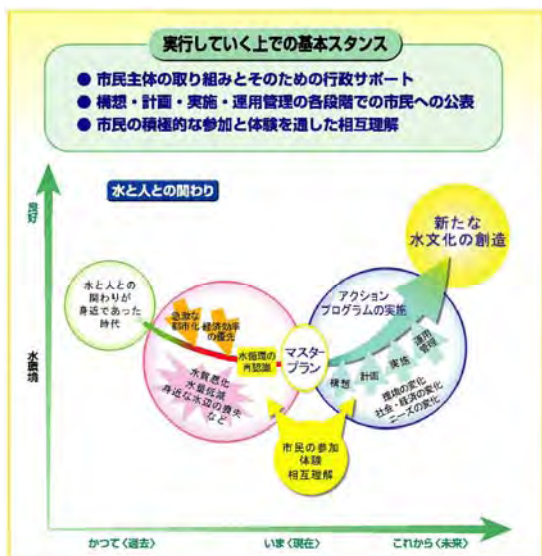 実行していく上での基本スタンス
● 市民主体の取り組みとそのための行政サポート
● 構想・計画・実施・運用管理の各段階での市民への公表
● 市民の積極的な参加と体験を通した相互理解
水と人との関わり
良好
水環境
新たな
水文化の創造
水と人との
関わりが
身近であった
時代
急激な
都市化
経済効率
の優先
水循環の
再認識
マスター
プラン
アクション
プログラムの実施
水質悪化
水量低減
身近な水辺の喪失
など
構想
計画
実施
運用
管理
環境の変化
社会・経済の変化
ニーズの変化
市民の参加
体験
相互理解
かつて〈過去〉
いま〈現在〉
これから〈未来〉